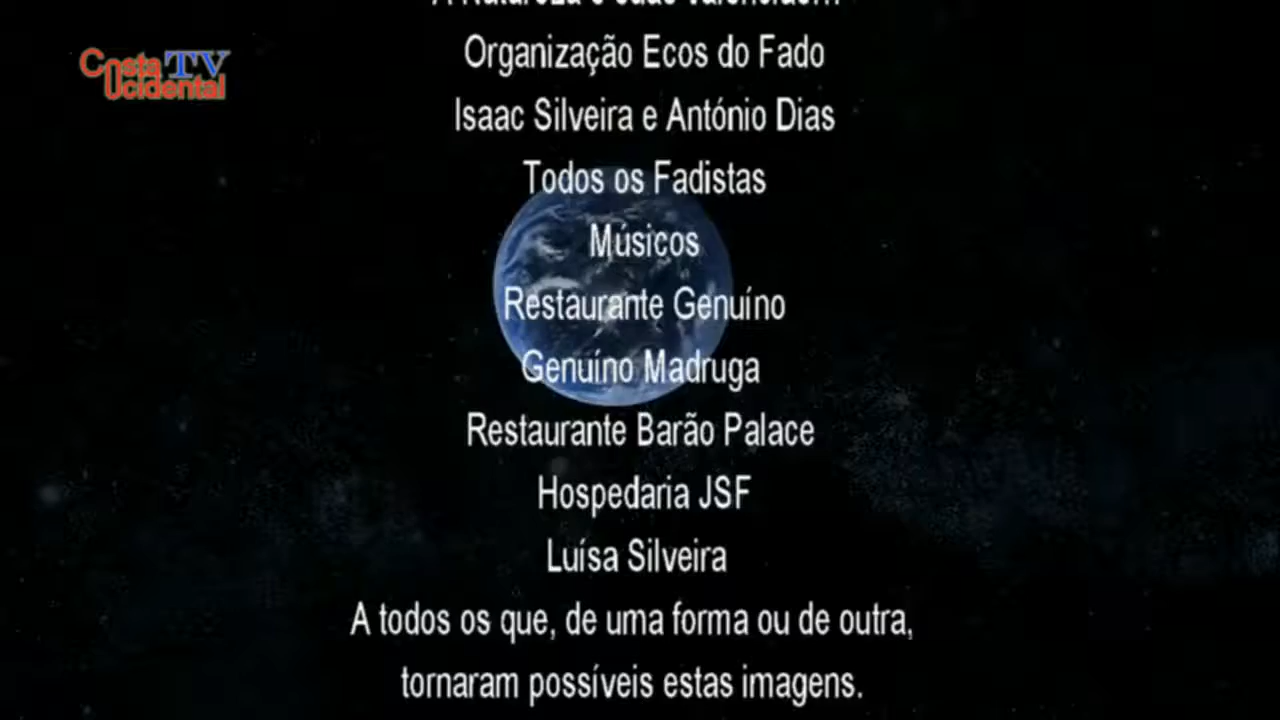 Costa TV
Ocidental
A Natureza e suas
Organização Ecos do Fado
Isaac Silveira e António Dias
Todos os Fadistas
Músicos
Restaurante Genuíno
Genuíno Madruga
Restaurante Barão Palace
Hospedaria JSF
Luísa Silveira
A todos os que, de uma forma ou de outra,
tornaram possíveis estas imagens.